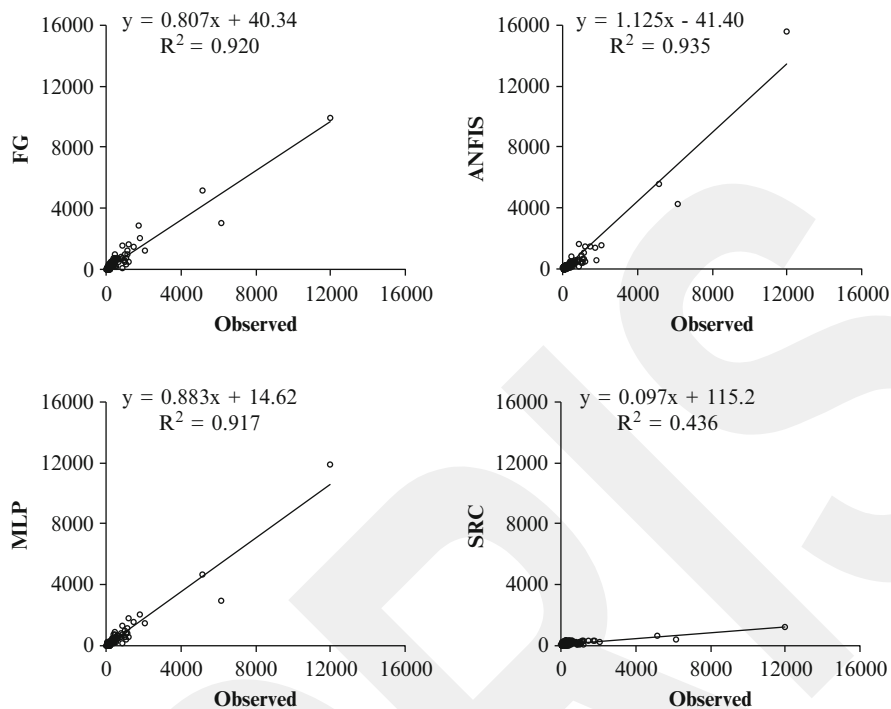 y = 0.807x + 40.34
R² = 0.920
16000
12000
8000
4000
0
FG
0 4000 8000 12000 16000
Observed
y = 1.125x - 41.40
R² = 0.935
16000
12000
8000
4000
0
ANFIS
0 4000 8000 12000 16000
Observed
y = 0.883x + 14.62
R² = 0.917
16000
12000
8000
4000
0
MLP
0 4000 8000 12000 16000
Observed
y = 0.097x + 115.2
R² = 0.436
16000
12000
8000
4000
0
SRC
0 4000 8000 12000 16000
Observed